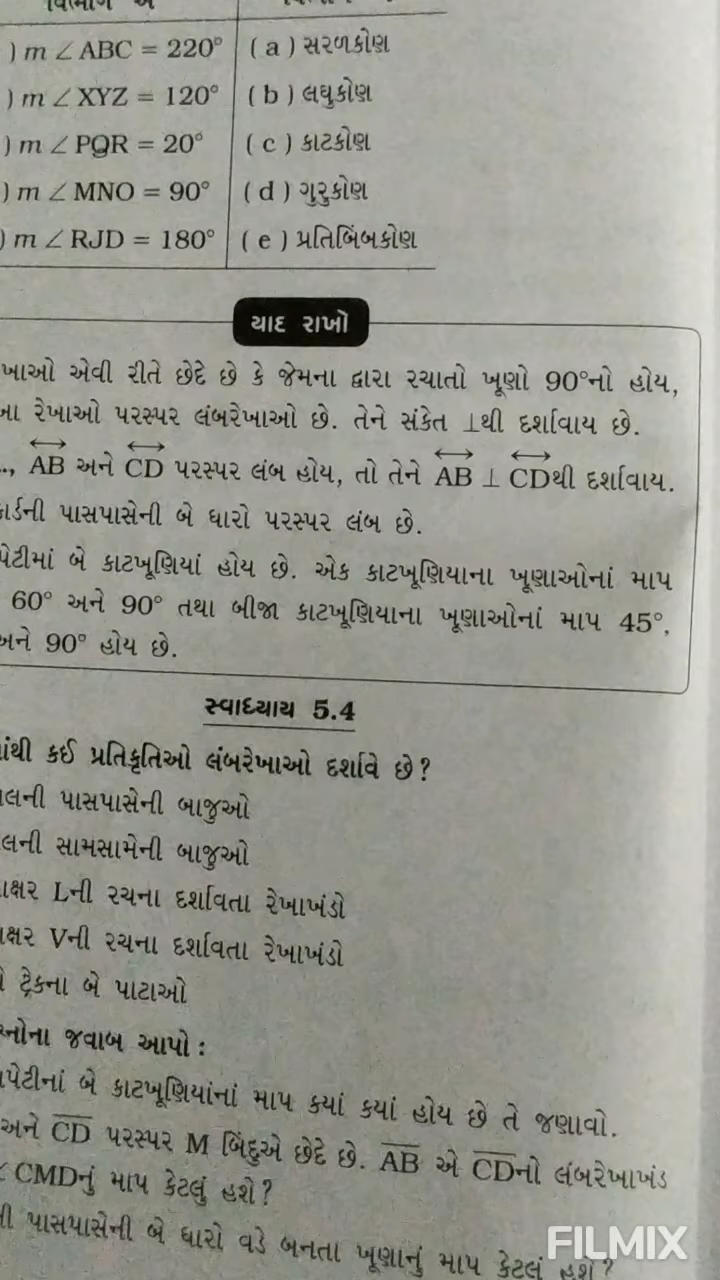 વિભાગ અ
) m ∠ ABC = 220° ( a ) સરળકોણ
) m ∠ XYZ = 120° ( b ) લઘુકોણ
) m ∠ PQR = 20° ( c ) કાટકોણ
) m ∠ MNO = 90° ( d ) ગુરુકોણ
) m ∠ RJD = 180° ( e ) પ્રતિબિંબકોણ
યાદ રાખો
ખાઓ એવી રીતે છેદે છે કે જેમના દ્વારા રચાતો ખૂણો 90°નો હોય,
આ રેખાઓ પરસ્પર લંબરેખાઓ છે. તેને સંકેત ⊥થી દર્શાવાય છે.
.., AB અને CD પરસ્પર લંબ હોય, તો તેને AB ⊥ CDથી દર્શાવાય.
કાર્ડની પાસપાસેની બે ધારો પરસ્પર લંબ છે.
પેટીમાં બે કાટખૂણિયાં હોય છે. એક કાટખૂણિયાના ખૂણાઓનાં માપ
60° અને 90° તથા બીજા કાટખૂણિયાના ખૂણાઓનાં માપ 45°,
અને 90° હોય છે.
સ્વાધ્યાય 5.4
માંથી કઈ પ્રતિકૃતિઓ લંબરેખાઓ દર્શાવે છે?
લની પાસપાસેની બાજુઓ
લની સામસામેની બાજુઓ
ાક્ષર Lની રચના દર્શાવતા રેખાખંડો
ાક્ષર Vની રચના દર્શાવતા રેખાખંડો
ટ્રેકના બે પાટાઓ
શ્નોના જવાબ આપો :
પેટીનાં બે કાટખૂણિયાંનાં માપ કયાં કયાં હોય છે તે જણાવો.
અને CD પરસ્પર M બિંદુએ છેદે છે. AB એ CDનો લંબરેખાખંડ
∠ CMDનું માપ કેટલું હશે?
ની પાસપાસેની બે ધારો વડે બનતા ખૂણાનું માપ કેટલું હશે?
FILMIX